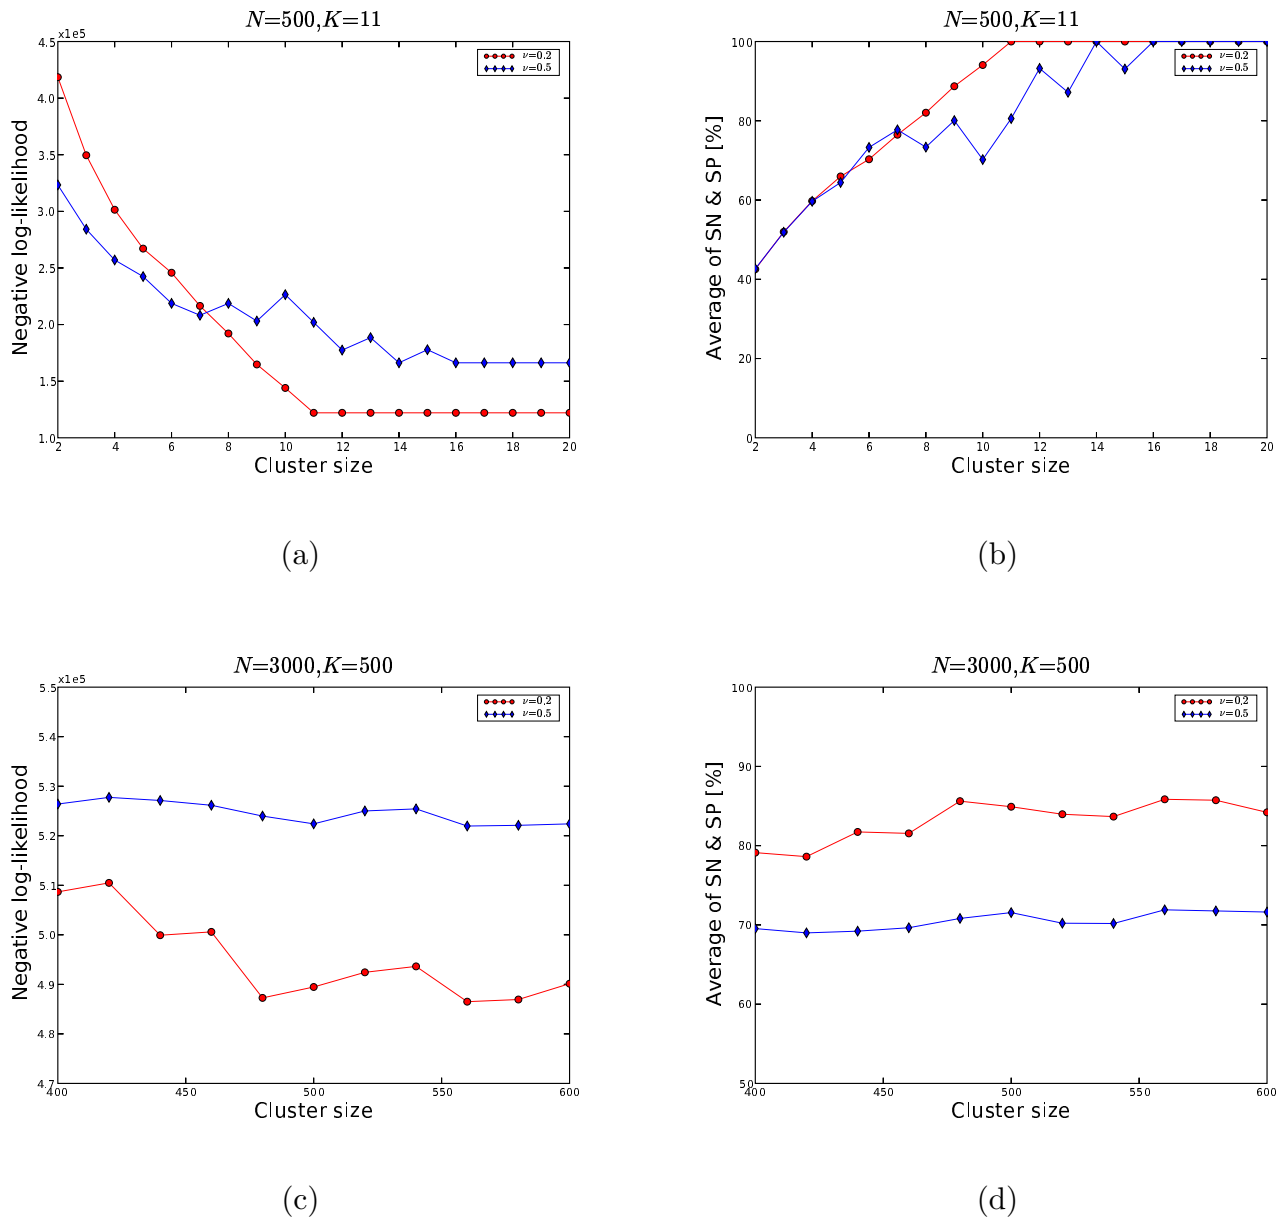 N=500,K=11
x1e5
4.5
4.0
3.5
3.0
2.5
2.0
1.5
1.0
Negative log-likelihood
ν=0.2
ν=0.5
2 4 6 8 10 12 14 16 18 20
Cluster size
(a)
N=500,K=11
100
80
60
40
20
0
Average of SN & SP [%]
ν=0.2
ν=0.5
2 4 6 8 10 12 14 16 18 20
Cluster size
(b)
N=3000,K=500
x1e5
5.5
5.4
5.3
5.2
5.1
5.0
4.9
4.8
4.7
Negative log-likelihood
ν=0.2
ν=0.5
400 450 500 550 600
Cluster size
(c)
N=3000,K=500
100
90
80
70
60
50
Average of SN & SP [%]
ν=0.2
ν=0.5
400 450 500 550 600
Cluster size
(d)